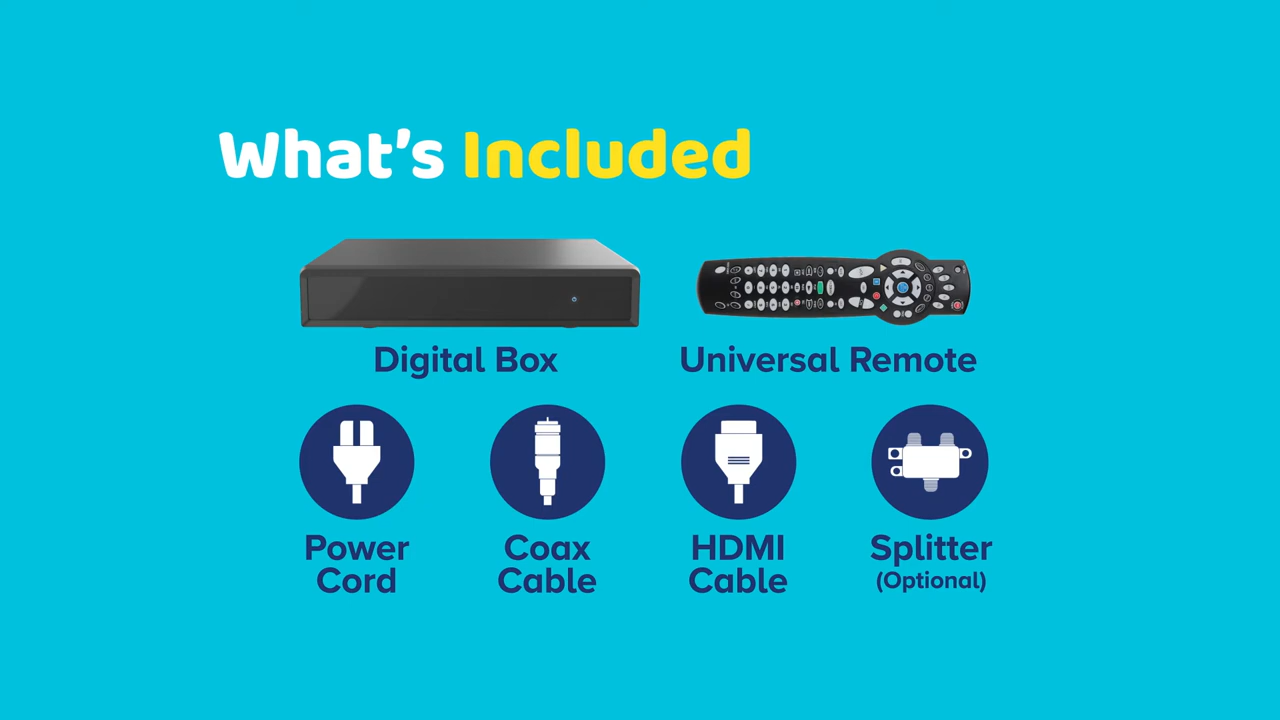 What's Included
Digital Box
Universal Remote
Power
Cord
Coax
Cable
HDMI
Cable
Splitter
(Optional)